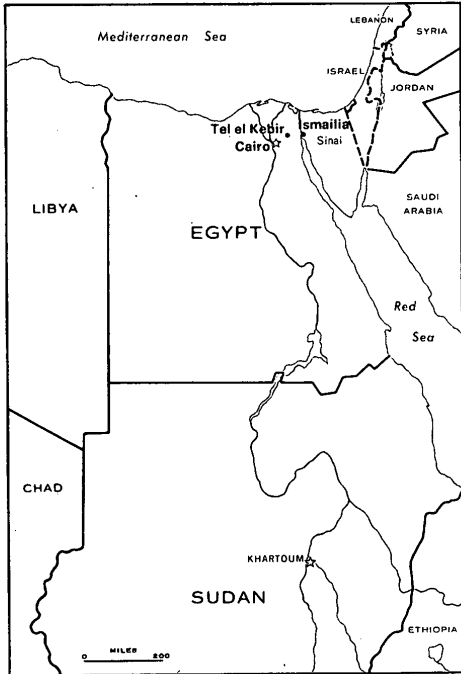 LEBANON
Mediterranean Sea
SYRIA
ISRAEL
JORDAN
Tel el Kebir
Ismailia
Cairo
Sinai
SAUDI
ARABIA
LIBYA
EGYPT
Red
Sea
CHAD
KHARTOUM
SUDAN
ETHIOPIA
MILES
0 200